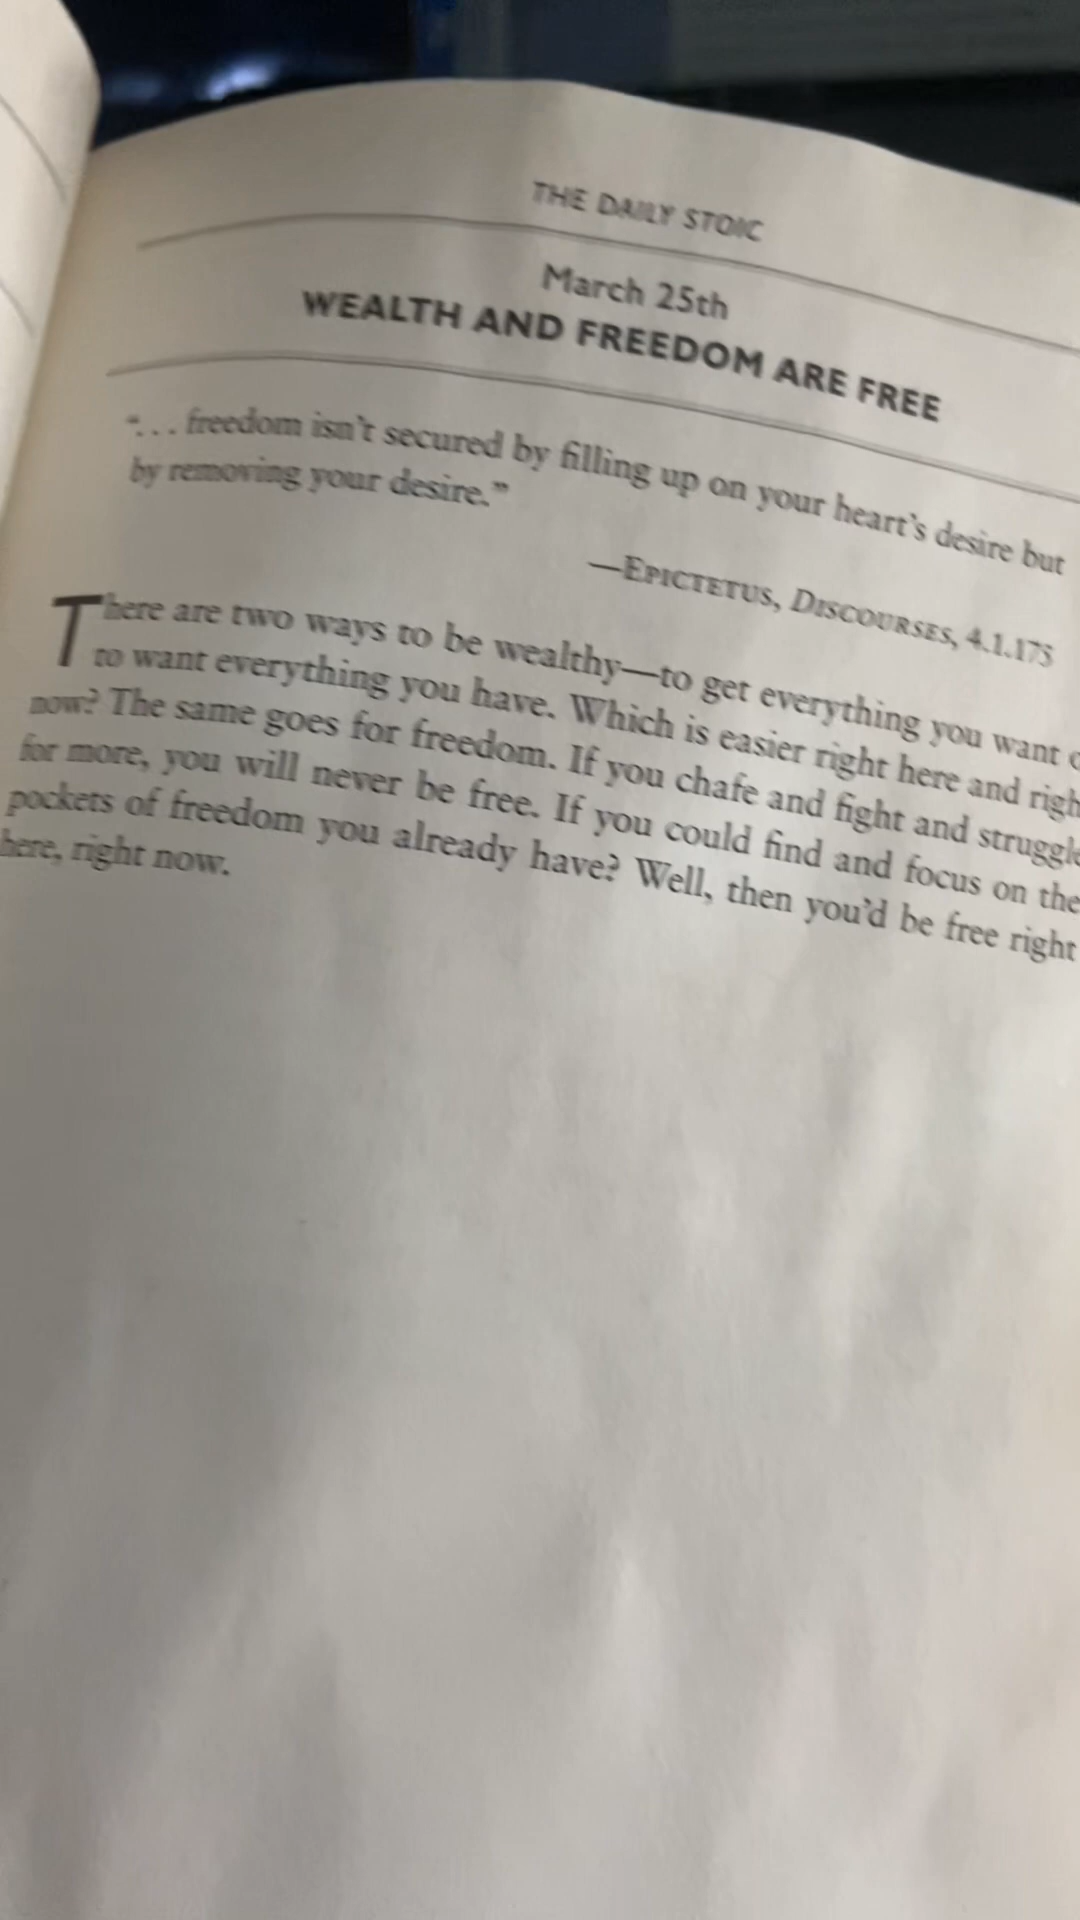 THE DAILY STOIC
March 25th
WEALTH AND FREEDOM ARE FREE
“. . . freedom isn’t secured by filling up on your heart’s desire but
by removing your desire.”
—EPICTETUS, DISCOURSES, 4.1.175
There are two ways to be wealthy—to get everything you want
to want everything you have. Which is easier right here and righ
now? The same goes for freedom. If you chafe and fight and struggle
for more, you will never be free. If you could find and focus on the
pockets of freedom you already have? Well, then you’d be free right
here, right now.